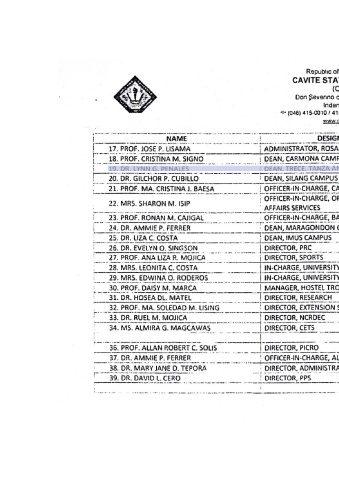 Republic of
CAVITE STA
Don Severino d
Indan
(046) 415-0010 / 41
www.c
NAME DESIGN
17. PROF. JOSE P. LISAMA ADMINISTRATOR, ROSA
18. PROF. CRISTINA M. SIGNO DEAN, CARMONA CAMP
19. DR. LYNN G. PENALES DEAN, TRECE, TANZA AN
20. DR. GILCHOR P. CUBILLO DEAN, SILANG CAMPUS
21. PROF. MA. CRISTINA J. BAESA OFFICER-IN-CHARGE, CA
22. MRS. SHARON M. ISIP OFFICER-IN-CHARGE, OF
AFFAIRS SERVICES
23. PROF. RONAN M. CAJIGAL OFFICER-IN-CHARGE, BA
24. DR. AMMIE P. FERRER DEAN, MARAGONDON C
25. DR. LIZA C. COSTA DEAN, IMUS CAMPUS
26. DR. EVELYN O. SINGSON DIRECTOR, PRC
27. PROF. ANA LIZA R. MOJICA DIRECTOR, SPORTS
28. MRS. LEONITA C. COSTA IN-CHARGE, UNIVERSITY
29. MRS. EDWINA O. RODEROS IN-CHARGE, UNIVERSITY
30. PROF. DAISY M. MARCA MANAGER, HOSTEL TRO
31. DR. HOSEA DL. MATEL DIRECTOR, RESEARCH
32. PROF. MA. SOLEDAD M. LISING DIRECTOR, EXTENSION S
33. DR. RUEL M. MOJICA DIRECTOR, NCRDEC
34. MS. ALMIRA G. MAGCAWAS DIRECTOR, CETS
36. PROF. ALLAN ROBERT C. SOLIS DIRECTOR, PICRO
37. DR. AMMIE P. FERRER OFFICER-IN-CHARGE, AL
38. DR. MARY JANE D. TEPORA DIRECTOR, ADMINISTRA
39. DR. DAVID L. CERO DIRECTOR, PPS